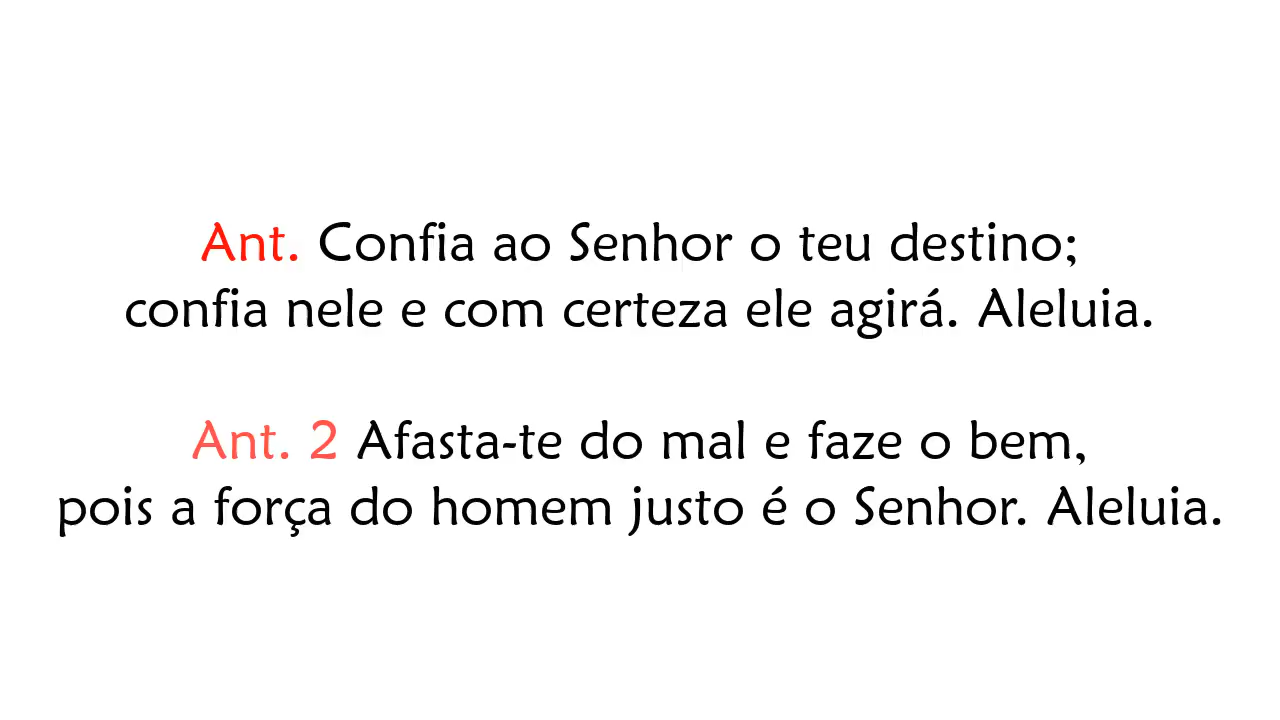 Ant. Confia ao Senhor o teu destino;
confia nele e com certeza ele agirá. Aleluia.
Ant. 2 Afasta-te do mal e faze o bem,
pois a força do homem justo é o Senhor. Aleluia.